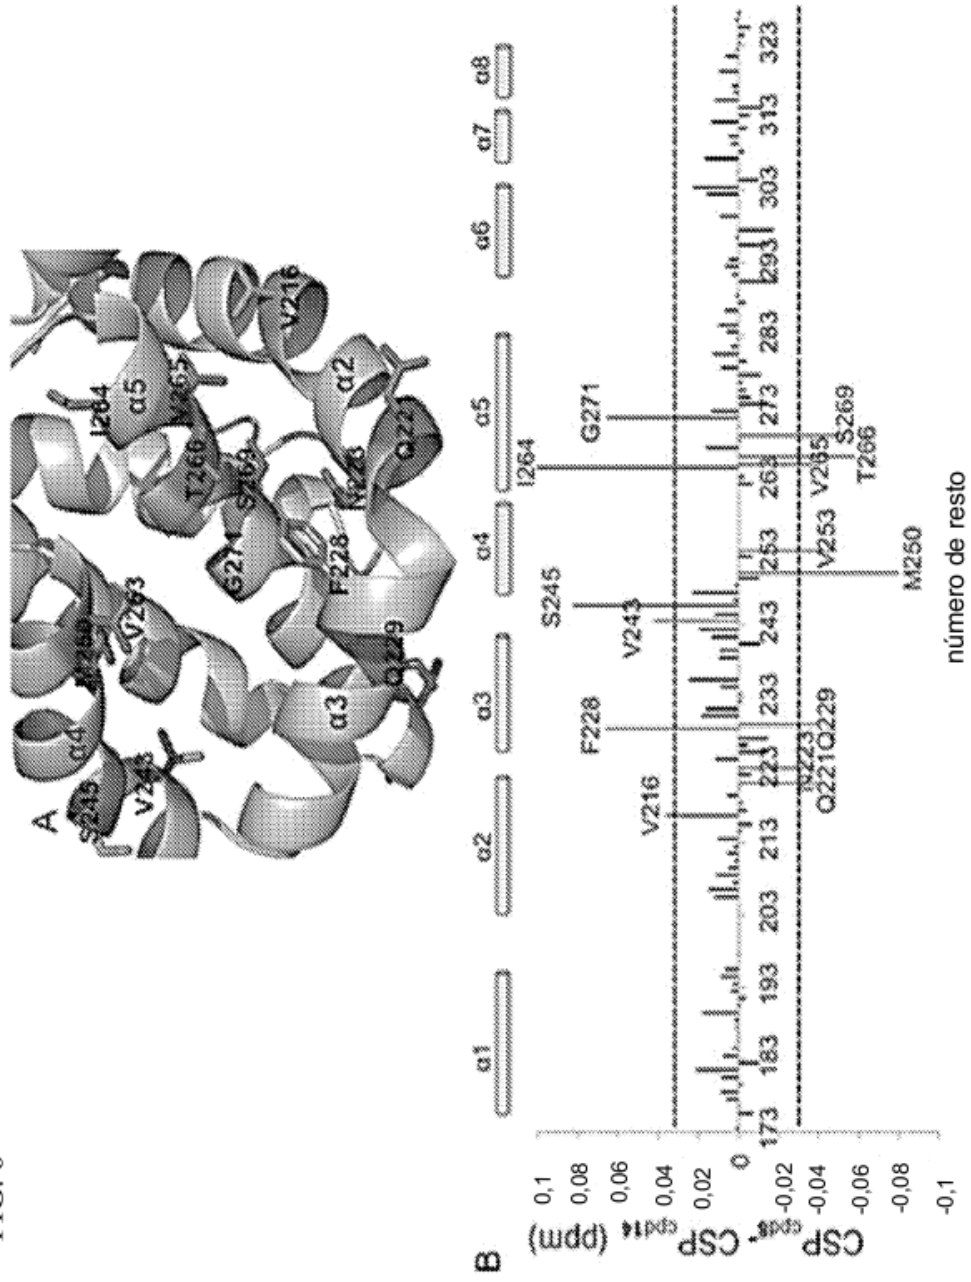 A
S245
α4
V243
V263
I264
α5
V265
T266
S269
G271
F228
N223
α2
Q221
V216
α3
Q229
B
α1
α2
α3
α4
α5
α6
α7
α8
CSP cpd14
CSP cpd8*
(ppm)
0,1
0,08
0,06
0,04
0,02
0
-0,02
-0,04
-0,06
-0,08
-0,1
V216
F228
V243
S245
I264
G271
Q221
N223
Q229
M250
V253
V265
T266
S269
173
183
193
203
213
223
233
243
253
263
273
283
293
303
313
323
número de resto